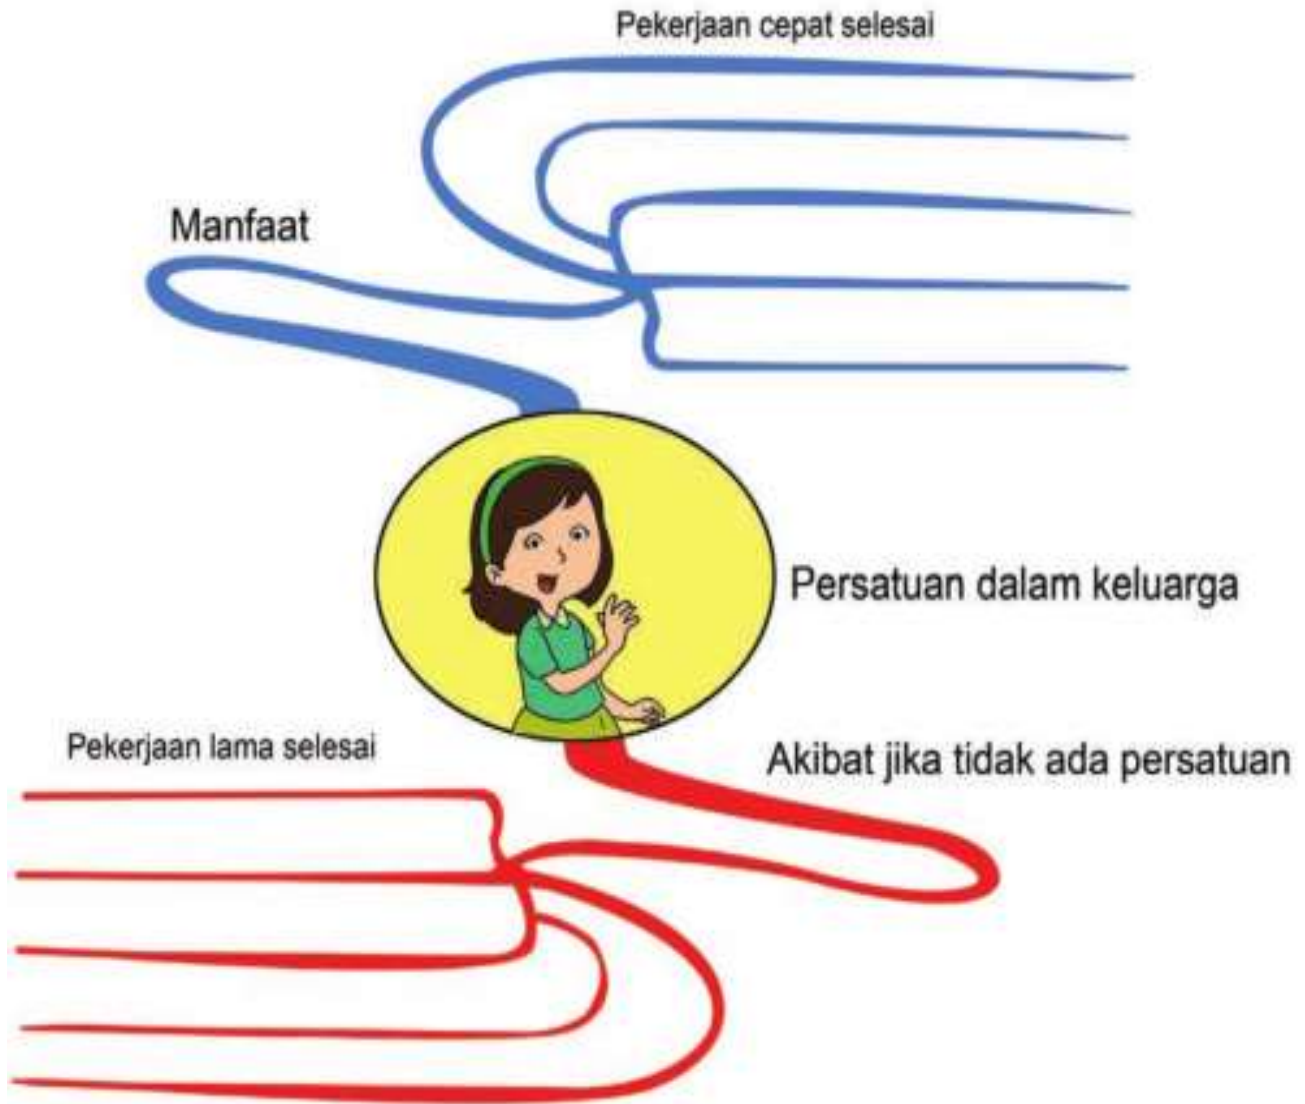 Pekerjaan cepat selesai
Manfaat
Persatuan dalam keluarga
Pekerjaan lama selesai
Akibat jika tidak ada persatuan